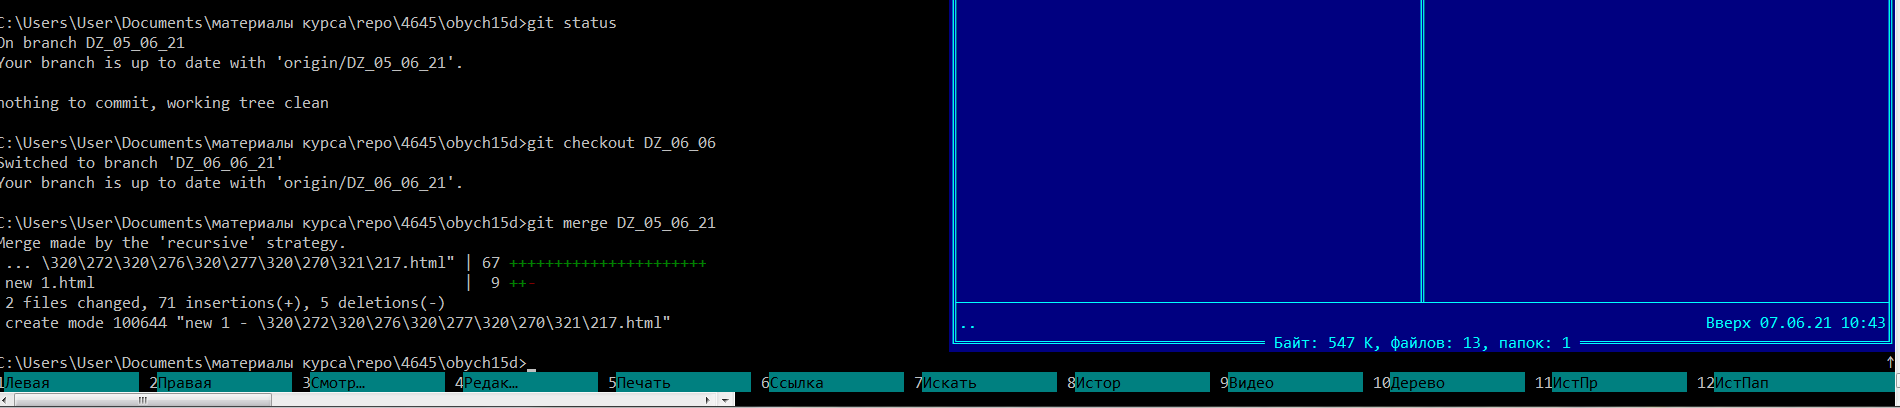 C:\Users\User\Documents\материалы курса\repo\4645\obych15d>git status
On branch DZ_05_06_21
Your branch is up to date with 'origin/DZ_05_06_21'.
nothing to commit, working tree clean
C:\Users\User\Documents\материалы курса\repo\4645\obych15d>git checkout DZ_06_06
Switched to branch 'DZ_06_06_21'
Your branch is up to date with 'origin/DZ_06_06_21'.
C:\Users\User\Documents\материалы курса\repo\4645\obych15d>git merge DZ_05_06_21
Merge made by the 'recursive' strategy.
... \320\272\320\276\320\277\320\270\321\217.html" | 67 ++++++++++++++++++++++
new 1.html | 9 ++-
2 files changed, 71 insertions(+), 5 deletions(-)
create mode 100644 "new 1 - \320\272\320\276\320\277\320\270\321\217.html"
C:\Users\User\Documents\материалы курса\repo\4645\obych15d>_
.. Вверх 07.06.21 10:43
Байт: 547 K, файлов: 13, папок: 1
1Левая 2Правая 3Смотр… 4Редак… 5Печать 6Ссылка 7Искать 8Истор 9Видео 10Дерево 11ИстПр 12ИстПап